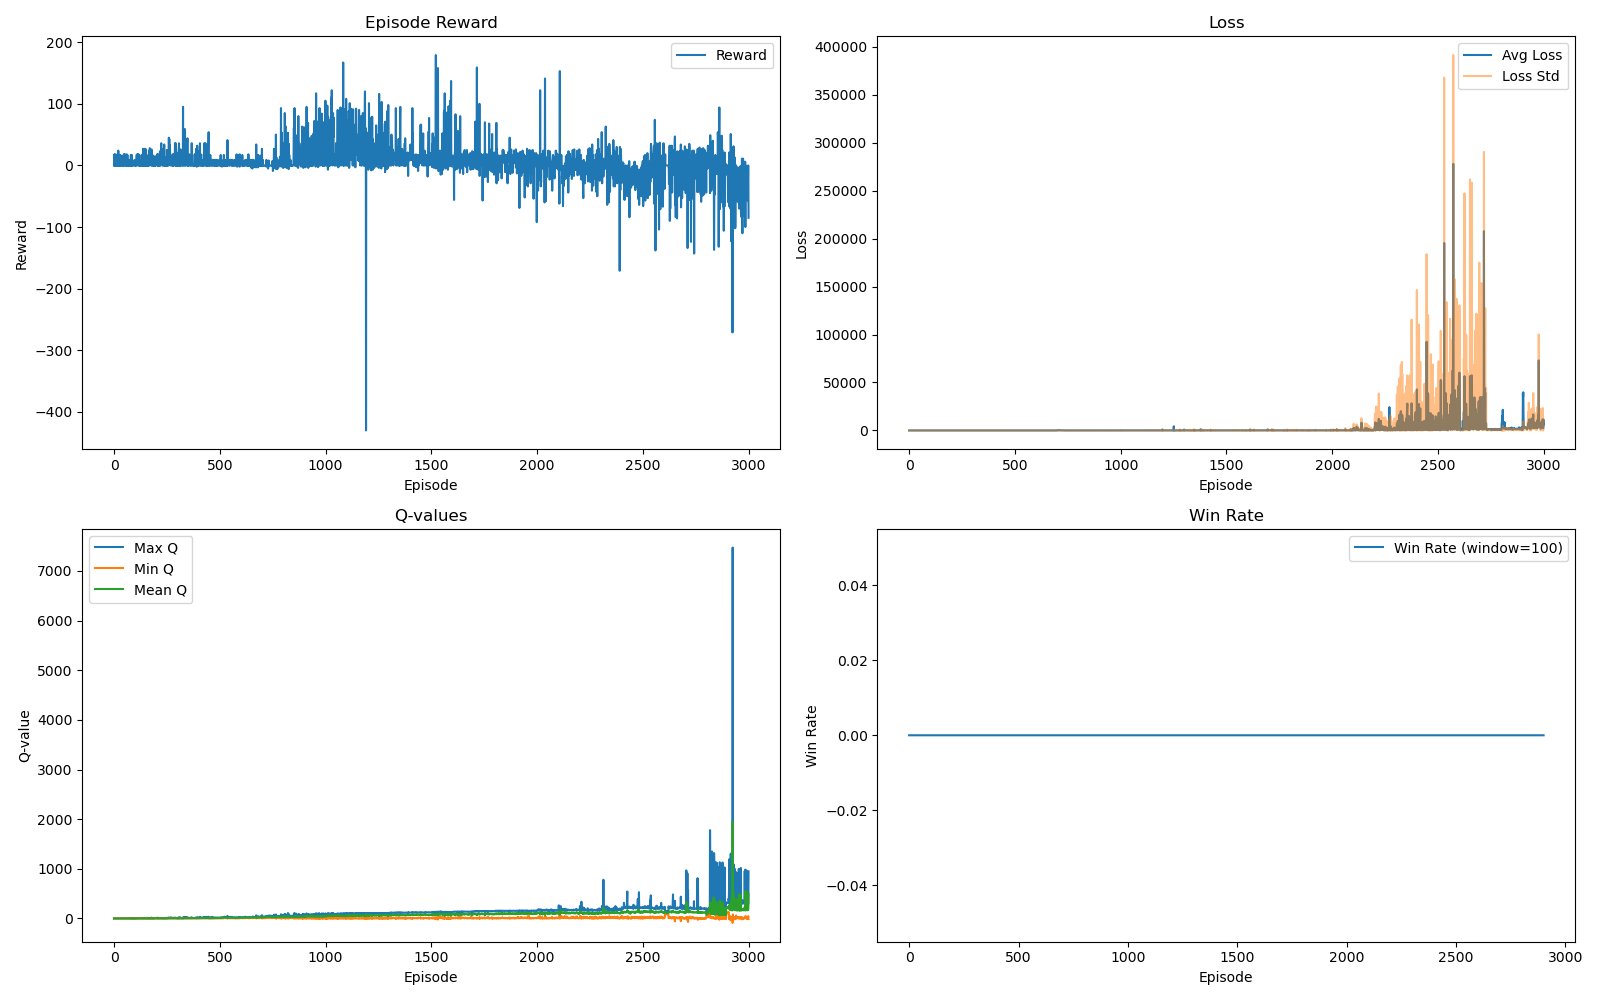 Episode Reward
200
100
0
−100
−200
−300
−400
Reward
Reward
0 500 1000 1500 2000 2500 3000
Episode
Loss
400000
350000
300000
250000
200000
150000
100000
50000
0
Loss
Avg Loss
Loss Std
0 500 1000 1500 2000 2500 3000
Episode
Q-values
7000
6000
5000
4000
3000
2000
1000
0
Q-value
Max Q
Min Q
Mean Q
0 500 1000 1500 2000 2500 3000
Episode
Win Rate
0.04
0.02
0.00
−0.02
−0.04
Win Rate
Win Rate (window=100)
0 500 1000 1500 2000 2500 3000
Episode